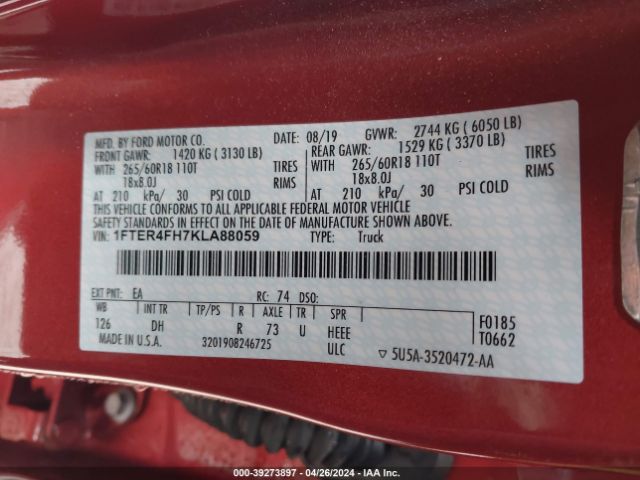 MFD. BY FORD MOTOR CO.
DATE: 08/19 GVWR: 2744 KG ( 6050 LB)
FRONT GAWR: 1420 KG ( 3130 LB)
REAR GAWR: 1529 KG ( 3370 LB)
WITH 265/60R18 110T TIRES
WITH 265/60R18 110T TIRES
18x8.0J RIMS
18x8.0J RIMS
AT 210 kPa/ 30 PSI COLD
AT 210 kPa/ 30 PSI COLD
THIS VEHICLE CONFORMS TO ALL APPLICABLE FEDERAL MOTOR VEHICLE
SAFETY STANDARDS IN EFFECT ON THE DATE OF MANUFACTURE SHOWN ABOVE.
VIN: 1FTER4FH7KLA88059 TYPE: Truck
EXT PNT: EA RC: 74 DSO:
WB INT TR TP/PS R AXLE TR SPR F0185
126 DH R 73 U HEEE T0662
MADE IN U.S.A. 3201908246725 ULC ▽ 5U5A-3520472-AA
000-39273897 - 04/26/2024 - IAA Inc.